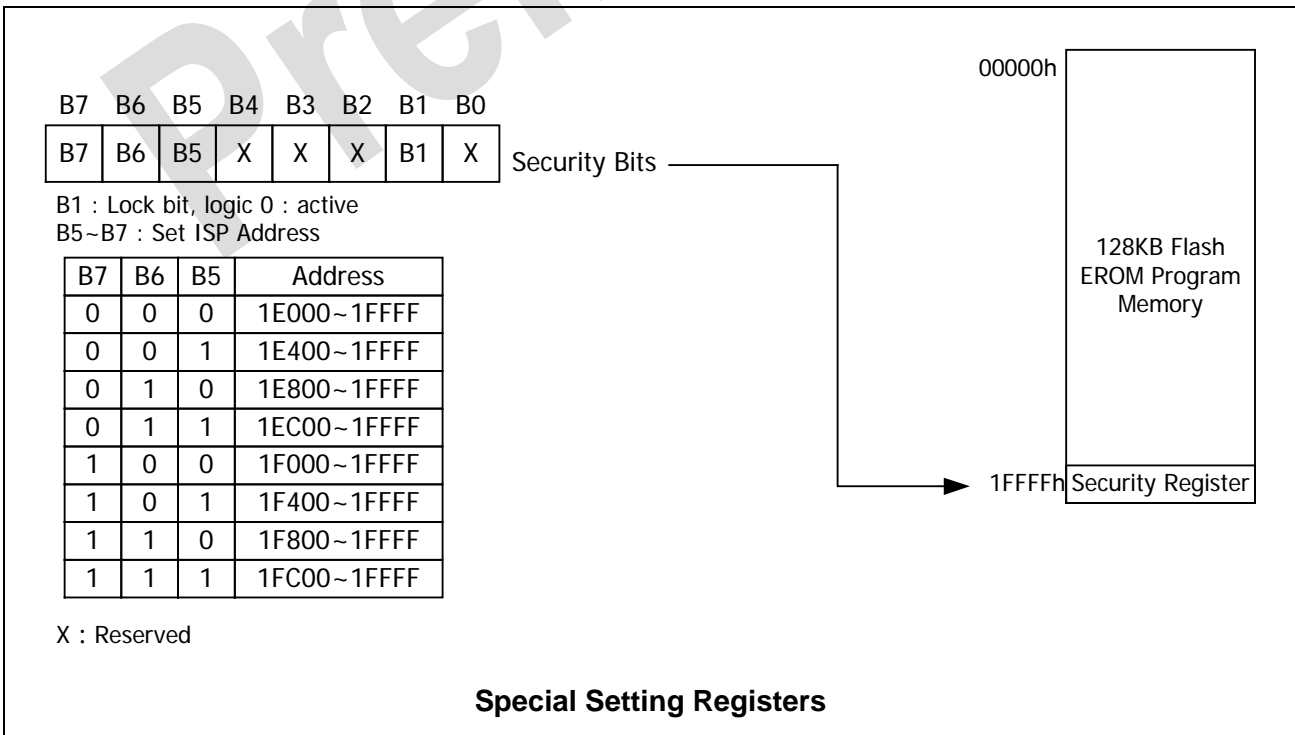 Pre
B7 B6 B5 B4 B3 B2 B1 B0
B7 B6 B5 X X X B1 X
Security Bits
B1 : Lock bit, logic 0 : active
B5~B7 : Set ISP Address
B7 B6 B5 Address
0 0 0 1E000~1FFFF
0 0 1 1E400~1FFFF
0 1 0 1E800~1FFFF
0 1 1 1EC00~1FFFF
1 0 0 1F000~1FFFF
1 0 1 1F400~1FFFF
1 1 0 1F800~1FFFF
1 1 1 1FC00~1FFFF
X : Reserved
00000h
128KB Flash
EROM Program
Memory
1FFFFh Security Register
Special Setting Registers